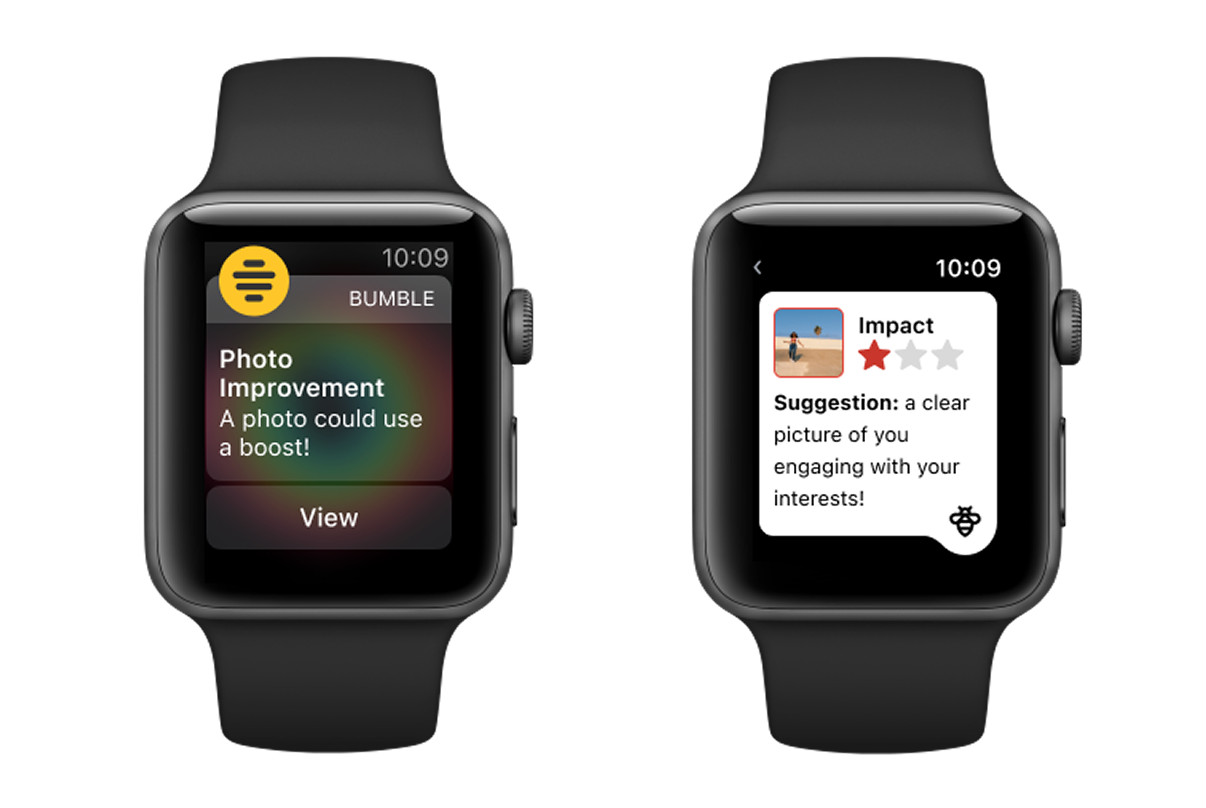 10:09
BUMBLE
Photo
Improvement
A photo could use
a boost!
View
10:09
Impact
Suggestion: a clear
picture of you
engaging with your
interests!